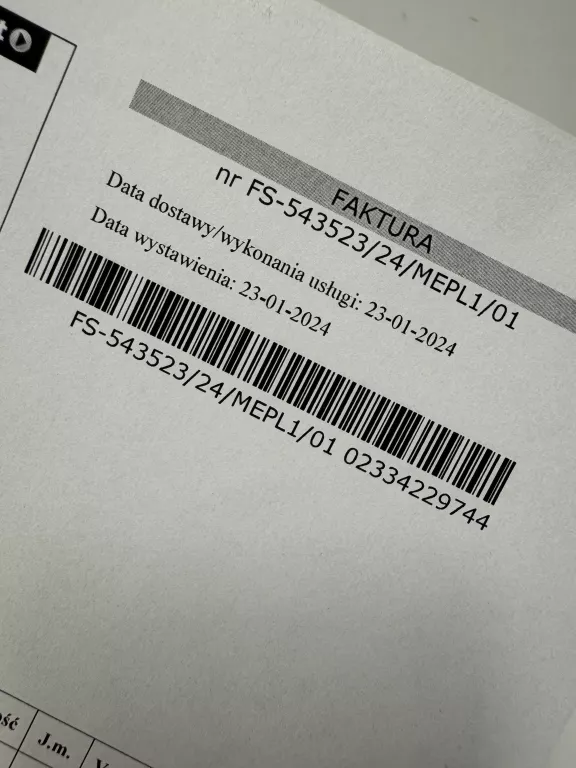 FAKTURA
nr FS-543523/24/MEPL1/01
Data dostawy/wykonania usługi: 23-01-2024
Data wystawienia: 23-01-2024
FS-543523/24/MEPL1/01 02334229744
J.m.